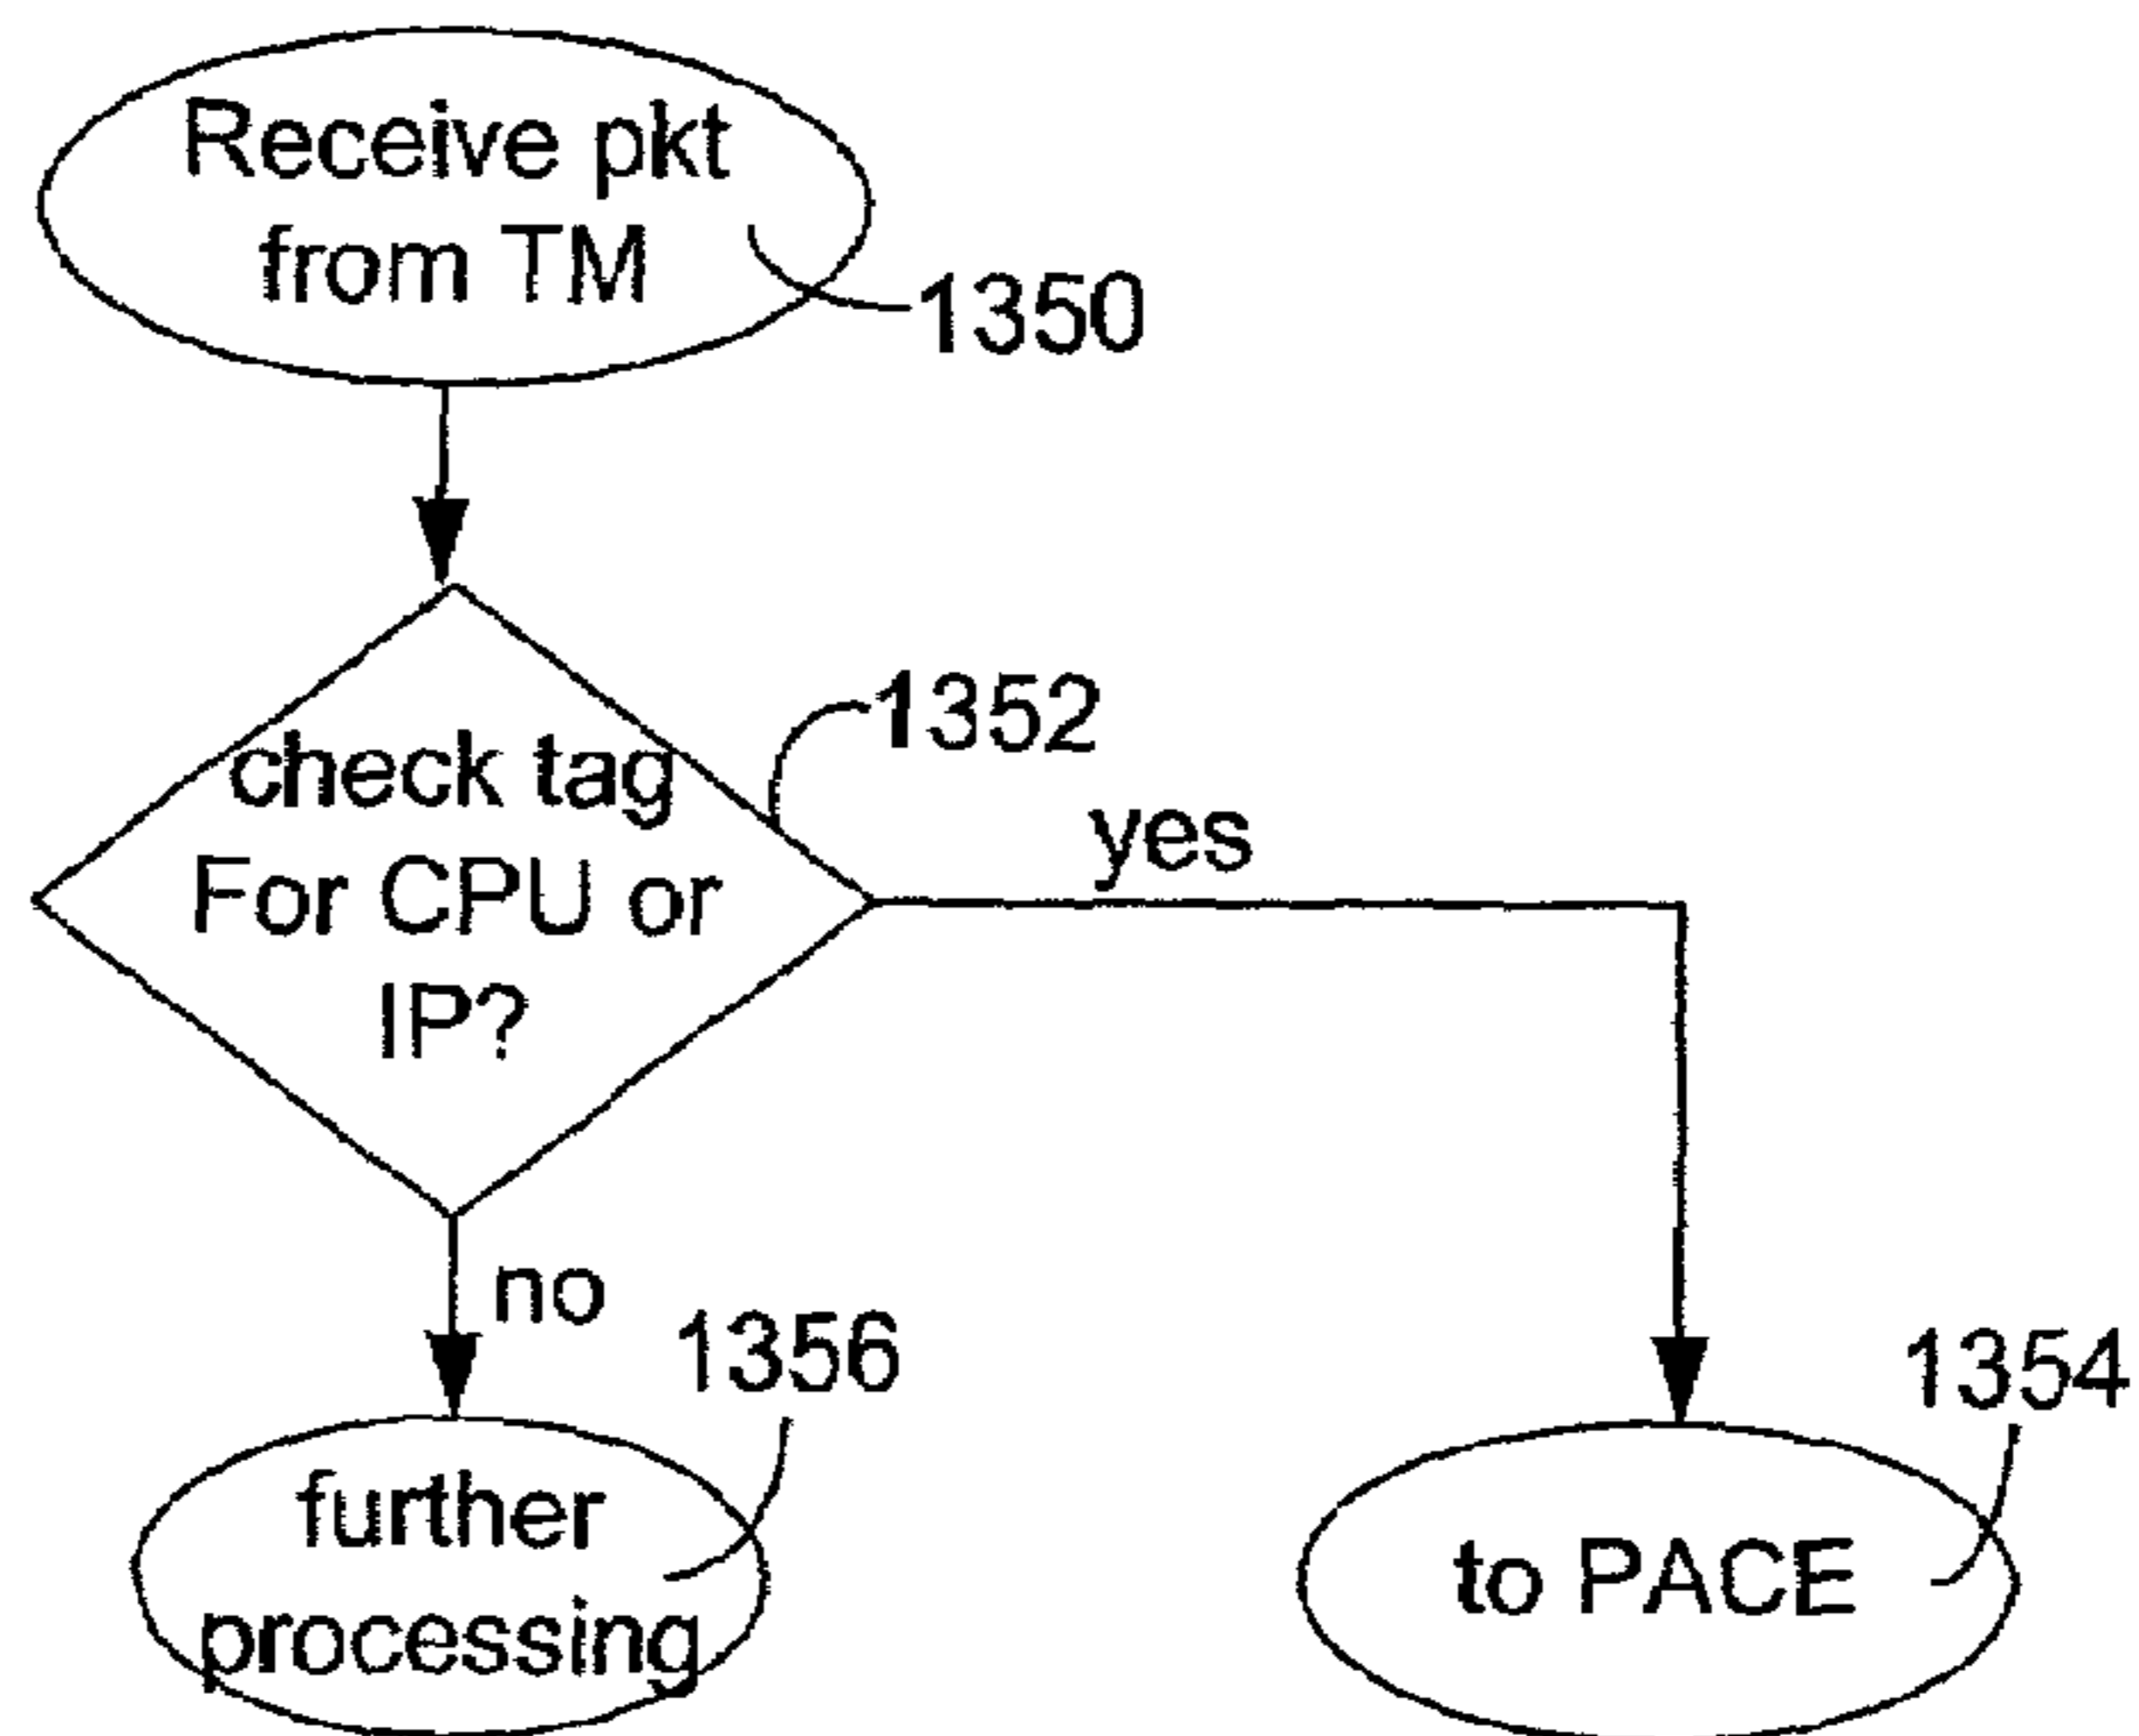 Receive pkt
from TM
1350
1352
check tag
For CPU or
IP?
yes
no
1356
further
processing
1354
to PACE